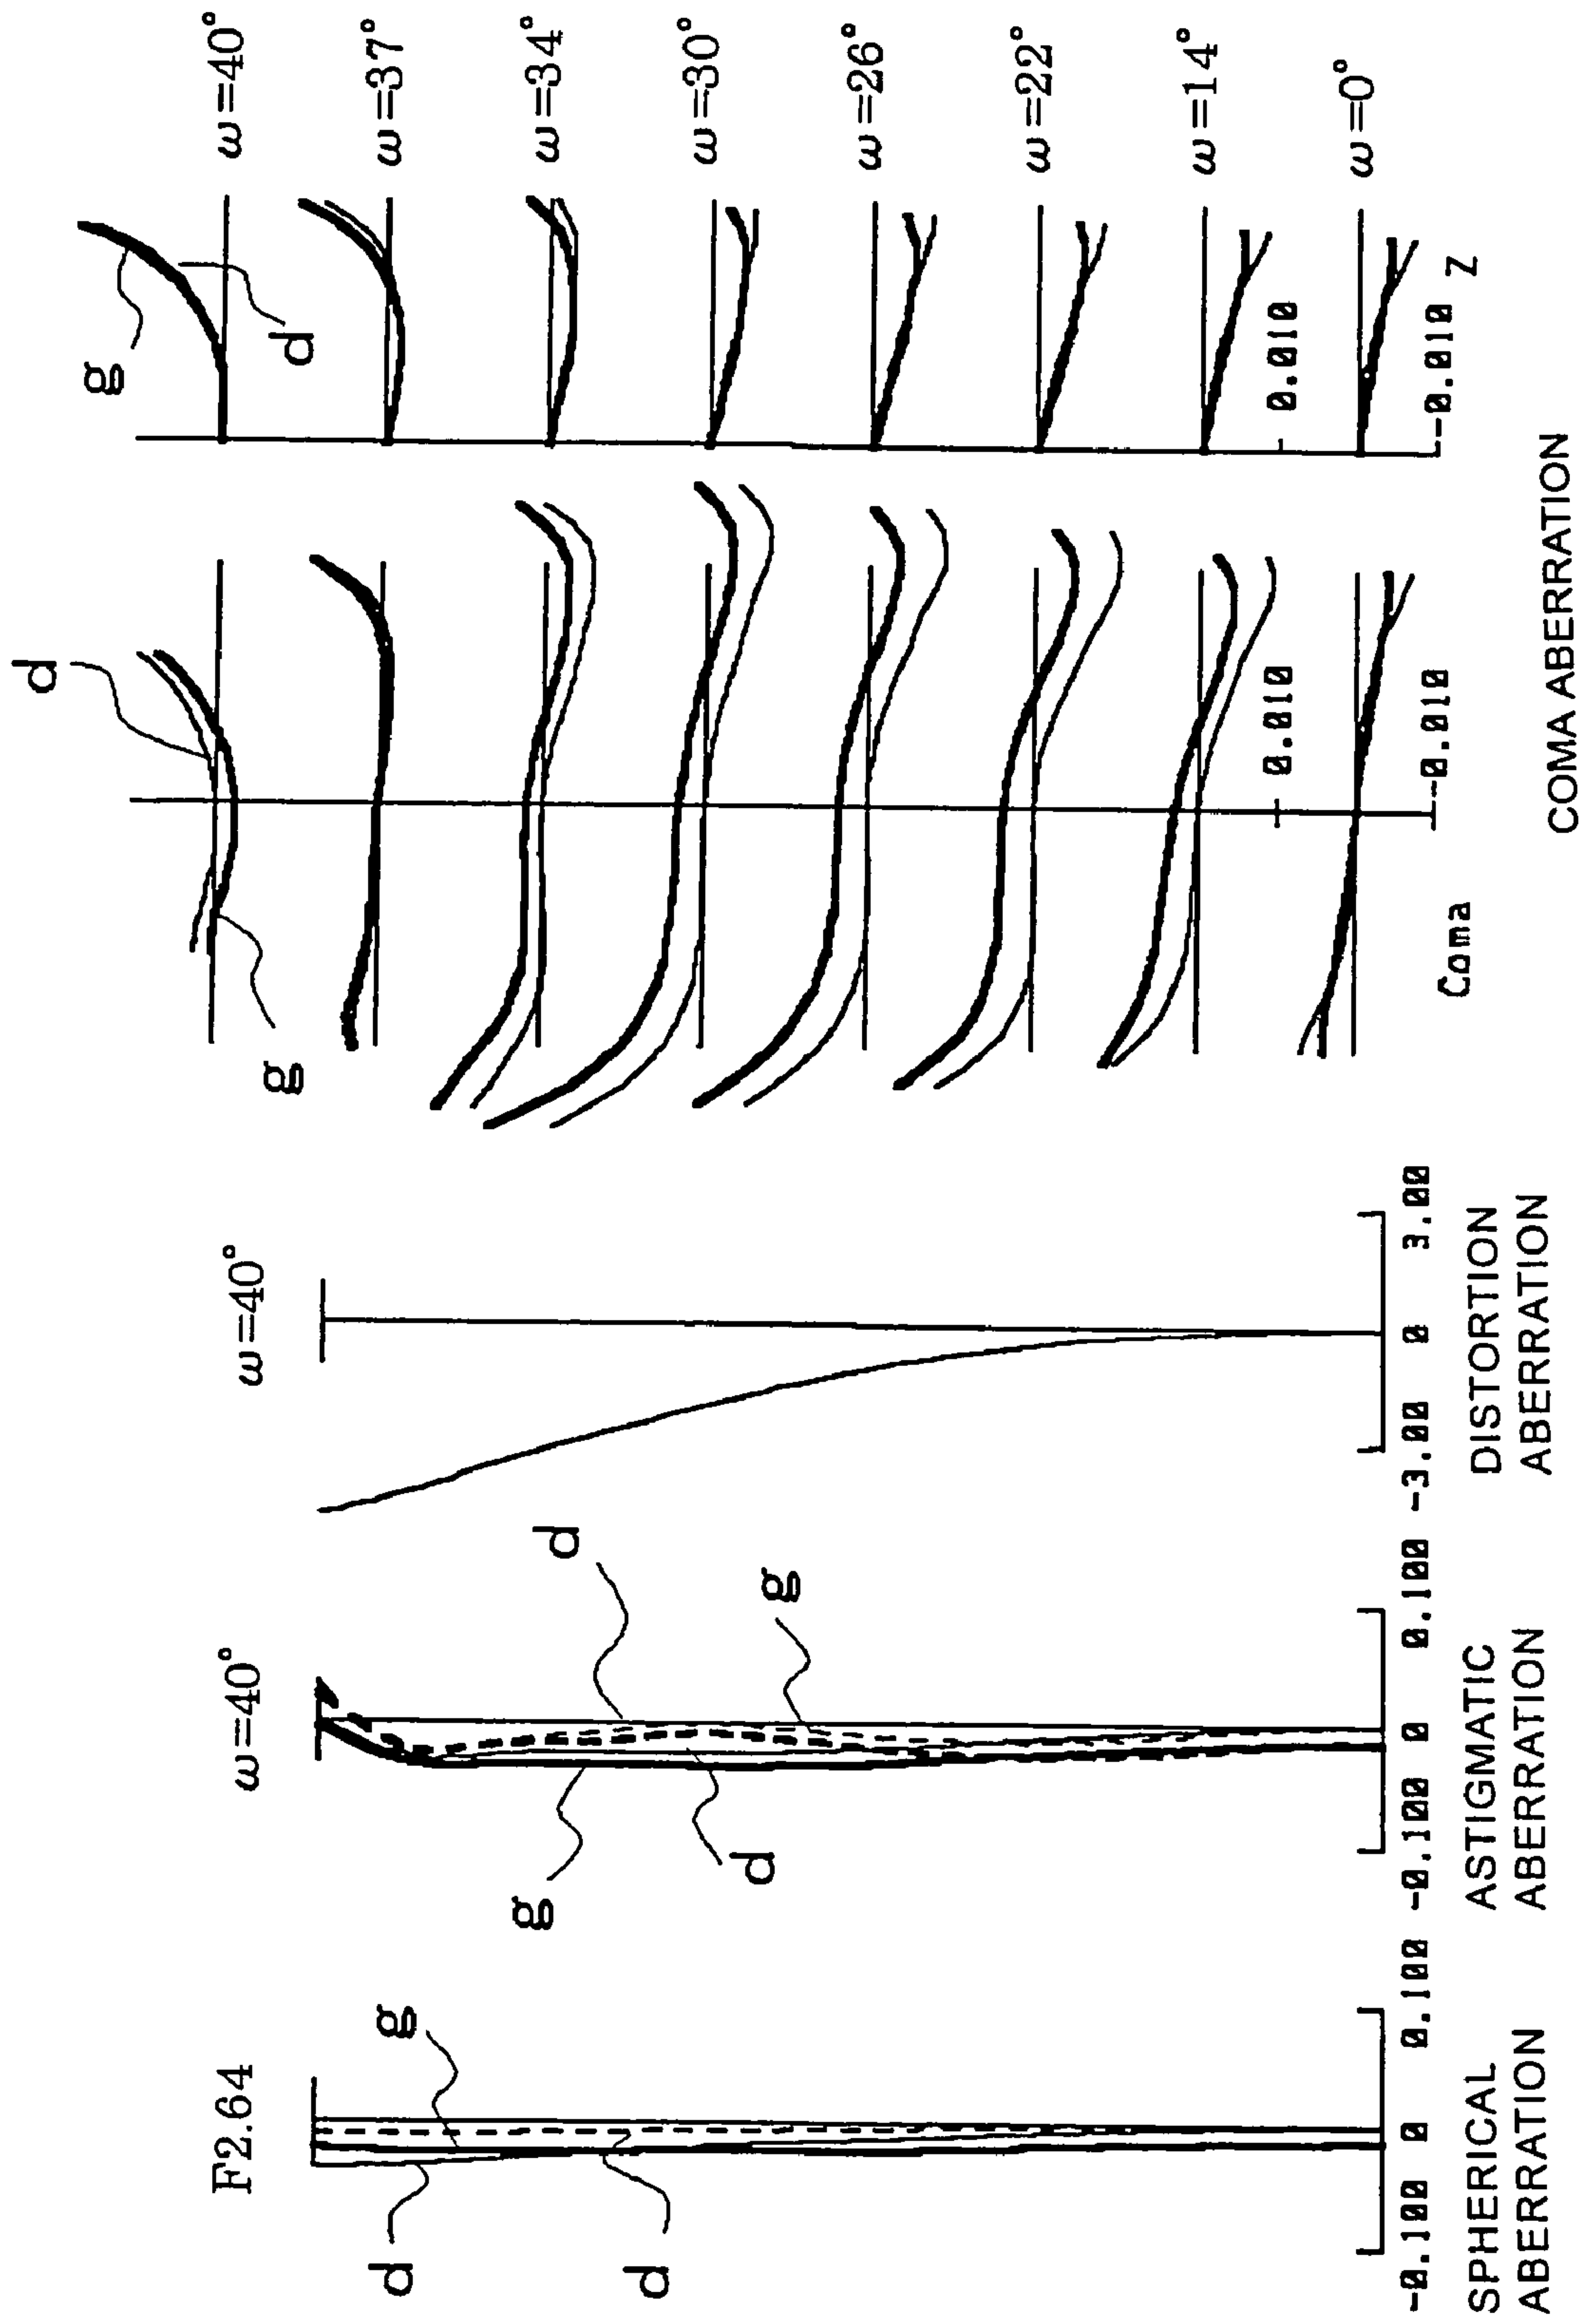 F2.64
g
d
d
-0.100 0 0.100
SPHERICAL
ABERRATION
ω=40°
d
g
g
d
-0.100 0 0.100
ASTIGMATIC
ABERRATION
ω=40°
-3.00 0 3.00
DISTORTION
ABERRATION
d
g
g
d
ω=40°
ω=37°
ω=34°
ω=30°
ω=26°
ω=22°
ω=14°
ω=0°
0.010
-0.010
Coma
0.010
-0.010
Z
COMA ABERRATION